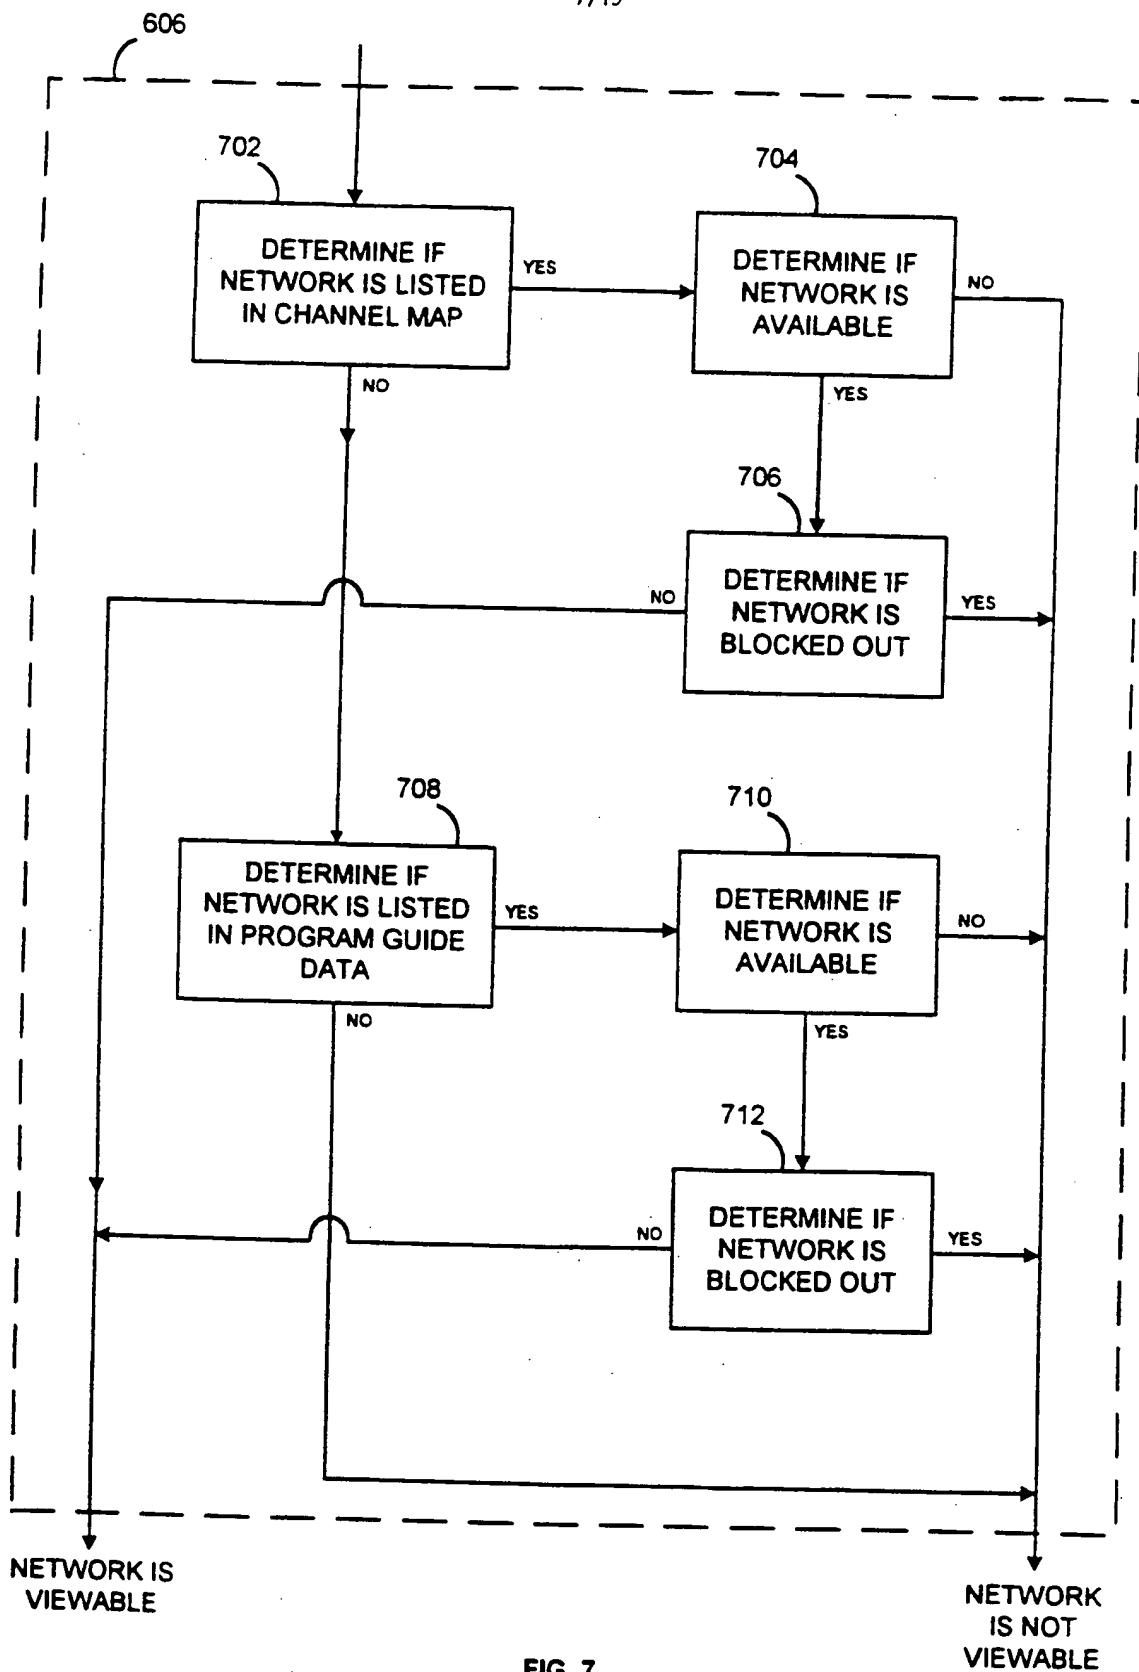 606
702
704
DETERMINE IF
NETWORK IS LISTED
IN CHANNEL MAP
YES
DETERMINE IF
NETWORK IS
AVAILABLE
NO
NO
YES
706
DETERMINE IF
NETWORK IS
BLOCKED OUT
NO
YES
708
710
DETERMINE IF
NETWORK IS LISTED
IN PROGRAM GUIDE
DATA
YES
DETERMINE IF
NETWORK IS
AVAILABLE
NO
NO
YES
712
DETERMINE IF
NETWORK IS
BLOCKED OUT
NO
YES
NETWORK IS
VIEWABLE
NETWORK
IS NOT
VIEWABLE
FIG. 7